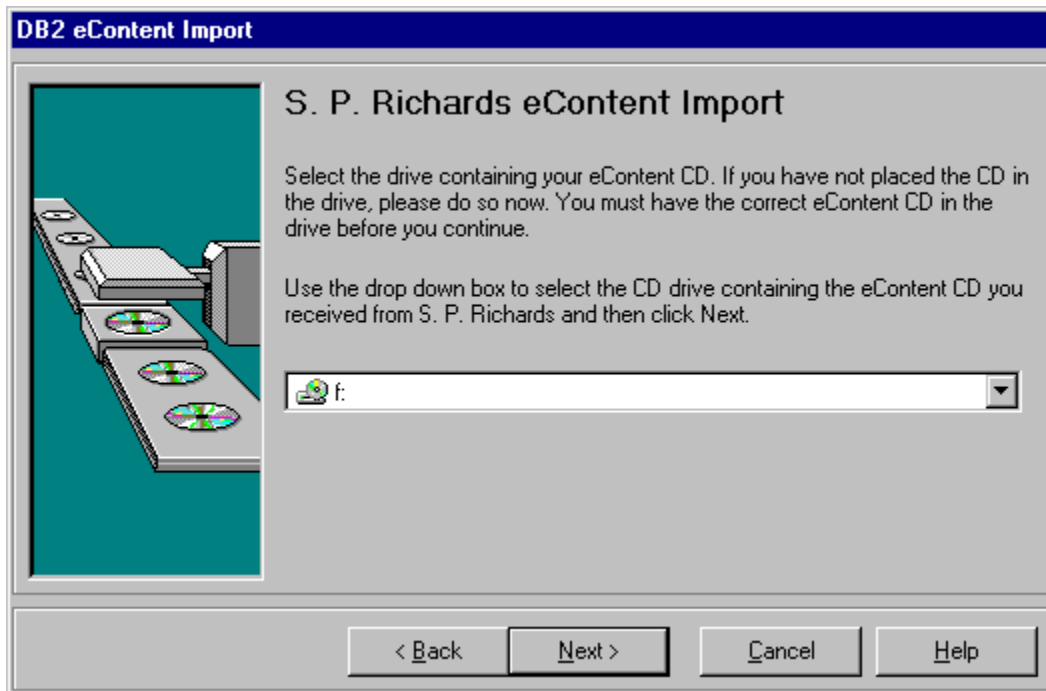 DB2 eContent Import
S. P. Richards eContent Import
Select the drive containing your eContent CD. If you have not placed the CD in
the drive, please do so now. You must have the correct eContent CD in the
drive before you continue.
Use the drop down box to select the CD drive containing the eContent CD you
received from S. P. Richards and then click Next.
f:
< Back
Next >
Cancel
Help